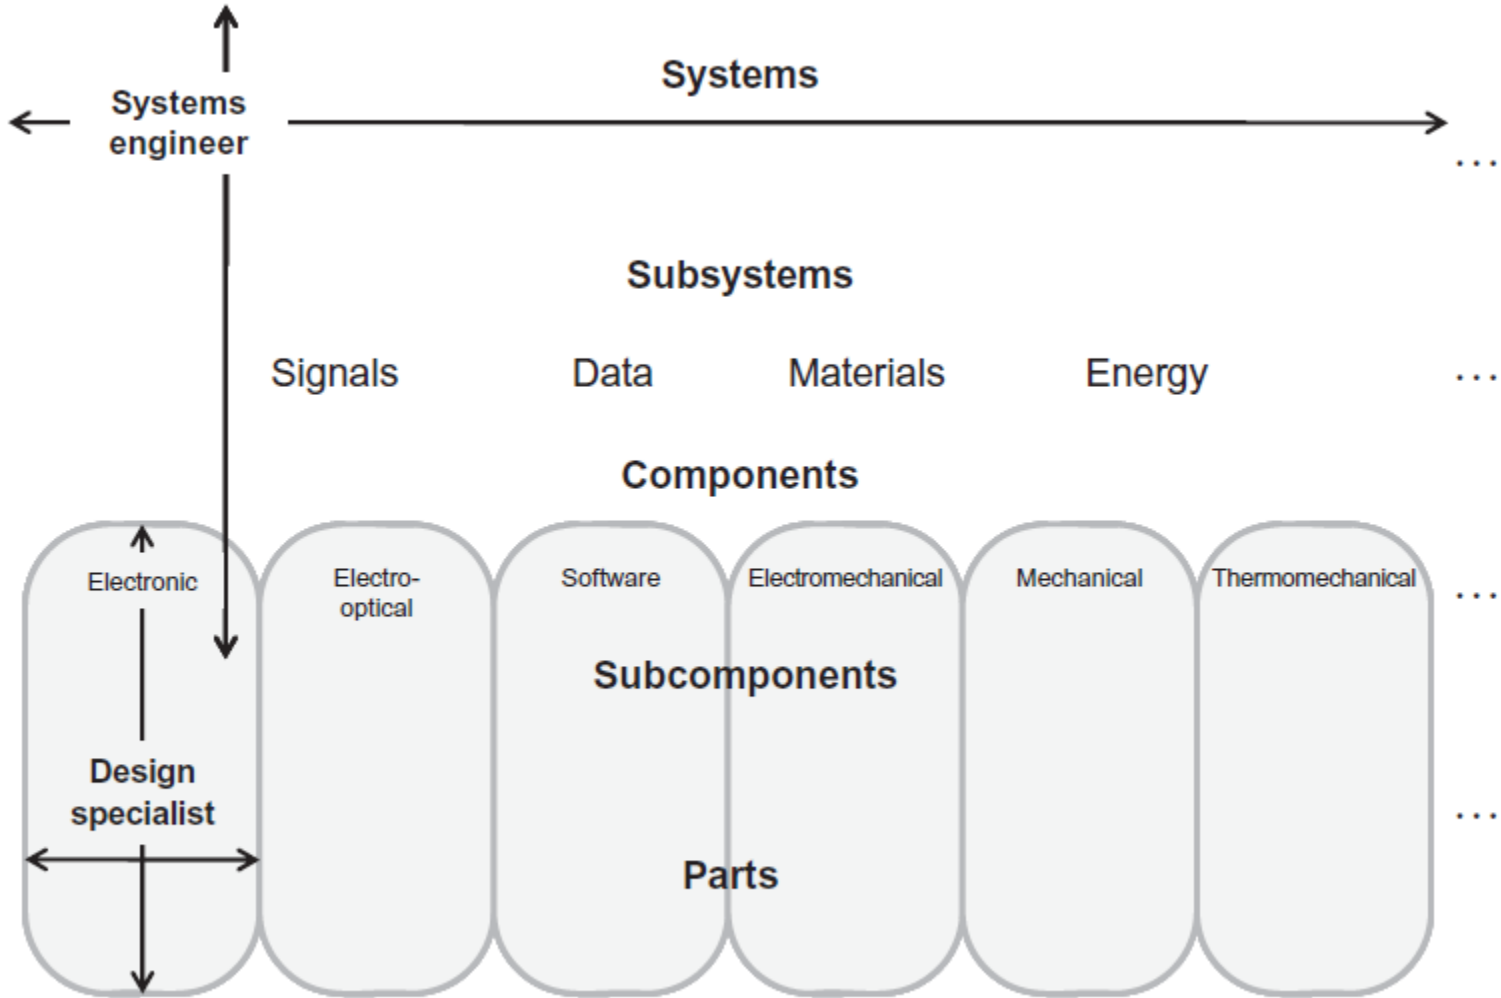 Systems
Systems
engineer
...
Subsystems
Signals Data Materials Energy ...
Components
Electronic Electro- Software Electromechanical Mechanical Thermomechanical ...
optical
Subcomponents
Design
specialist
...
Parts